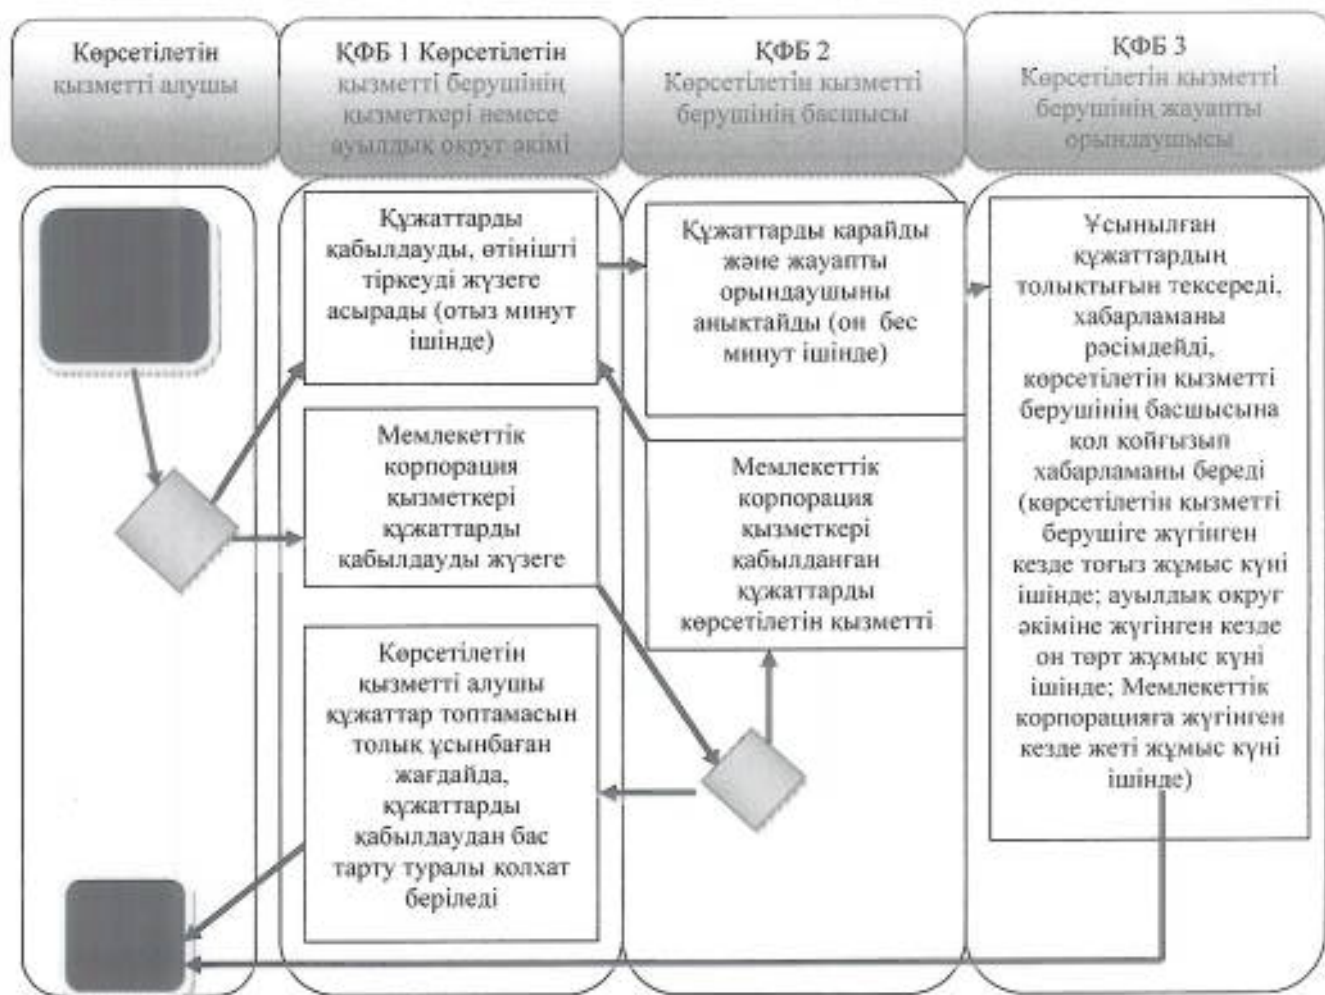 Көрсетілетін
қызметті алушы
ҚФБ 1 Көрсетілетін
қызметті берушінің
қызметкері немесе
ауылдық округ әкімі
ҚФБ 2
Көрсетілетін қызметті
берушінің басшысы
ҚФБ 3
Көрсетілетін қызметті
берушінің жауапты
орындаушысы
Құжаттарды
қабылдауды, өтінішті
тіркеуді жүзеге
асырады (отыз минут
ішінде)
Мемлекеттік
корпорация
қызметкері
құжаттарды
қабылдауды жүзеге
Көрсетілетін
қызметті алушы
құжаттар топтамасын
толық ұсынбаған
жағдайда,
құжаттарды
қабылдаудан бас
тарту туралы қолхат
беріледі
Құжаттарды қарайды
және жауапты
орындаушыны
анықтайды (он бес
минут ішінде)
Мемлекеттік
корпорация
қызметкері
қабылданған
құжаттарды
көрсетілетін қызметті
Ұсынылған
құжаттардың
толықтығын тексереді,
хабарламаны
рәсімдейді,
көрсетілетін қызметті
берушінің басшысына
қол қойғызып
хабарламаны береді
(көрсетілетін қызметті
берушіге жүгінген
кезде тоғыз жұмыс күні
ішінде; ауылдық округ
әкіміне жүгінген кезде
он төрт жұмыс күні
ішінде; Мемлекеттік
корпорацияға жүгінген
кезде жеті жұмыс күні
ішінде)